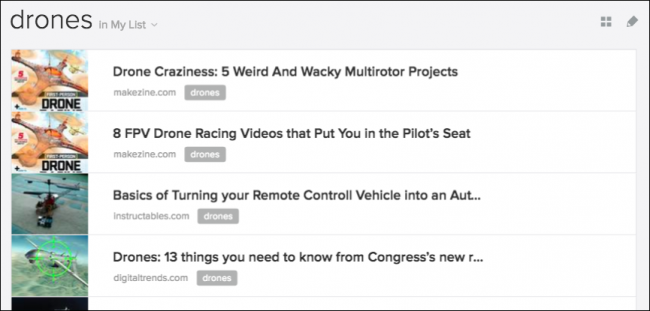 drones In My List
Drone Craziness: 5 Weird And Wacky Multirotor Projects
makezine.com drones
8 FPV Drone Racing Videos that Put You in the Pilot's Seat
makezine.com drones
Basics of Turning your Remote Controll Vehicle into an Aut...
instructables.com drones
Drones: 13 things you need to know from Congress's new r...
digitaltrends.com drones
FIRST-PERSON
DRONE
FIRST-PERSON
DRONE